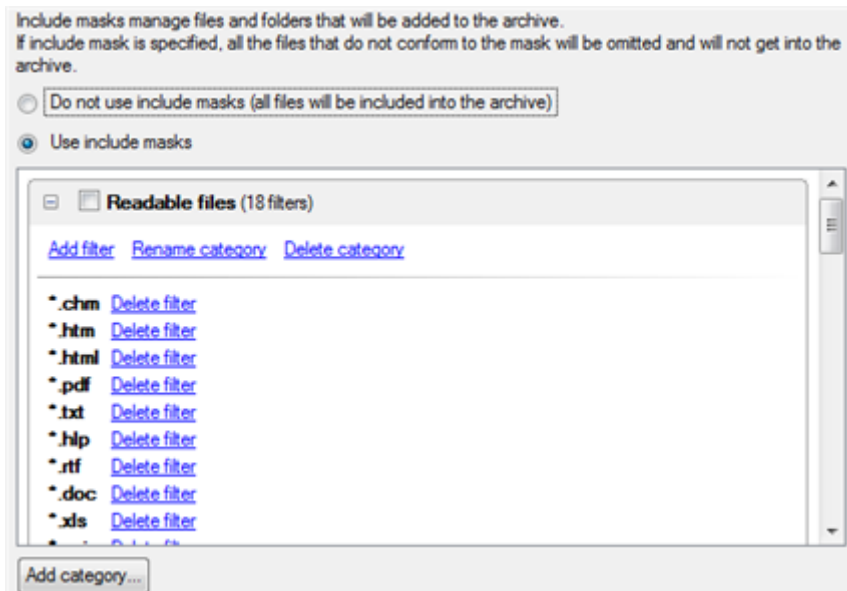 Include masks manage files and folders that will be added to the archive.
If include mask is specified, all the files that do not conform to the mask will be omitted and will not get into the
archive.
Do not use include masks (all files will be included into the archive)
Use include masks
Readable files (18 filters)
Add filter Rename category Delete category
*.chm Delete filter
*.htm Delete filter
*.html Delete filter
*.pdf Delete filter
*.txt Delete filter
*.hlp Delete filter
*.rtf Delete filter
*.doc Delete filter
*.xls Delete filter
Add category...